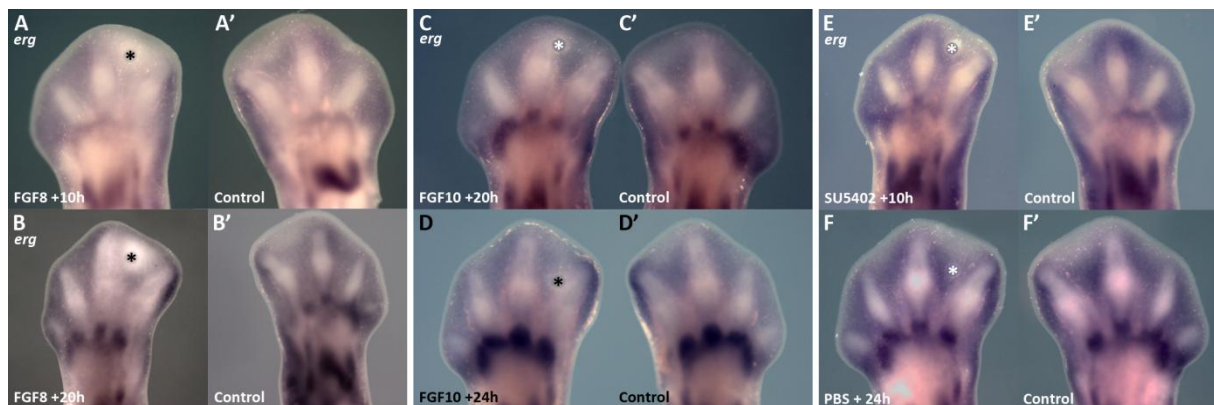 A A’ C C’ E E’
erg erg erg
* * *
FGF8 +10h Control FGF10 +20h Control SU5402 +10h Control
B B’ D D’ F F’
erg
* * *
FGF8 +20h Control FGF10 +24h Control PBS + 24h Control